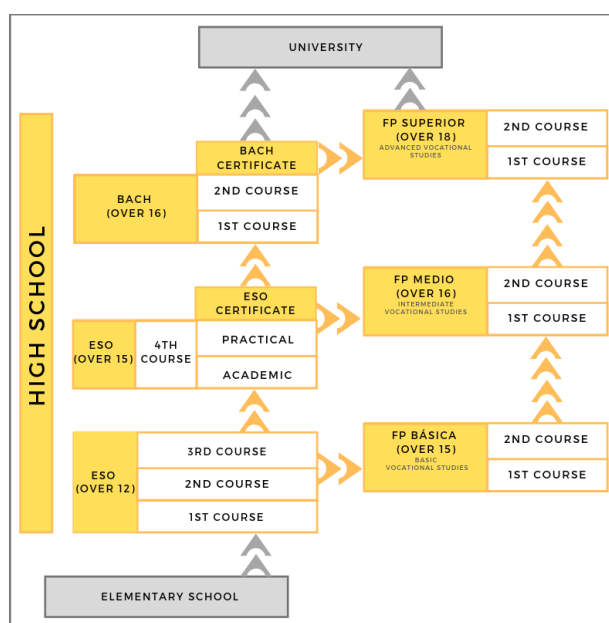 UNIVERSITY
HIGH SCHOOL
BACH
CERTIFICATE
BACH
(OVER 16)
2ND COURSE
1ST COURSE
FP SUPERIOR
(OVER 18)
ADVANCED VOCATIONAL
STUDIES
2ND COURSE
1ST COURSE
ESO
CERTIFICATE
ESO
(OVER 15)
4TH
COURSE
PRACTICAL
ACADEMIC
FP MEDIO
(OVER 16)
INTERMEDIATE
VOCATIONAL STUDIES
2ND COURSE
1ST COURSE
ESO
(OVER 12)
3RD COURSE
2ND COURSE
1ST COURSE
FP BÁSICA
(OVER 15)
BASIC
VOCATIONAL STUDIES
2ND COURSE
1ST COURSE
ELEMENTARY SCHOOL